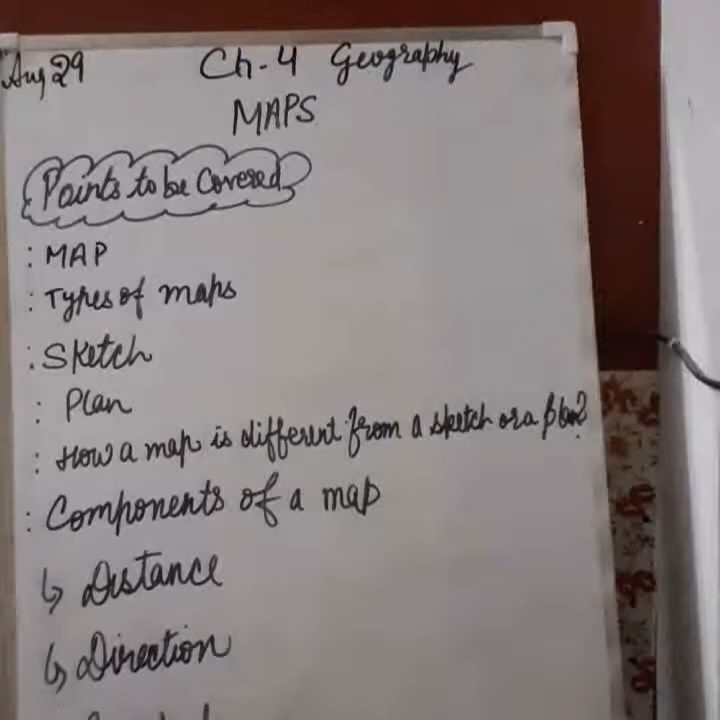 Aug 29 Ch-4 Geography
MAPS
Points to be Covered
: MAP
: Types of maps
: Sketch
: Plan
: How a map is different from a sketch or a plan?
: Components of a map
↳ Distance
↳ Direction